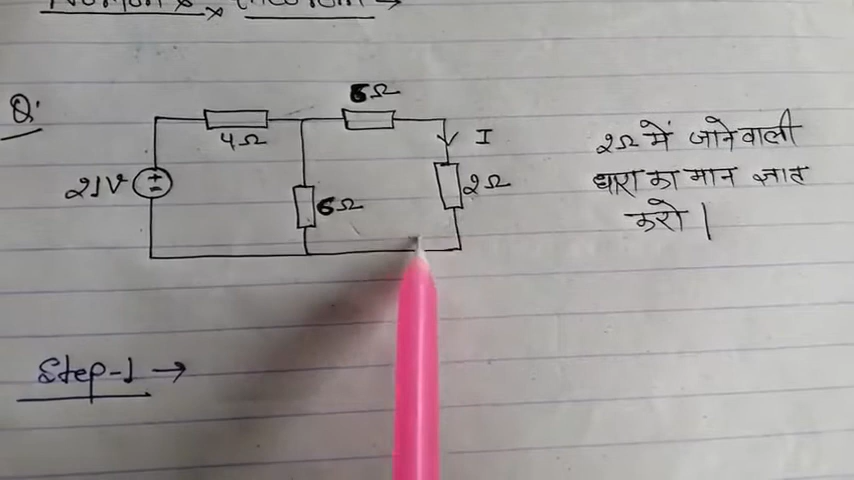 Q.
6Ω
4Ω
I
21V
6Ω
2Ω
2Ω में जाने वाली
धारा का मान ज्ञात
करो |
Step-1 →